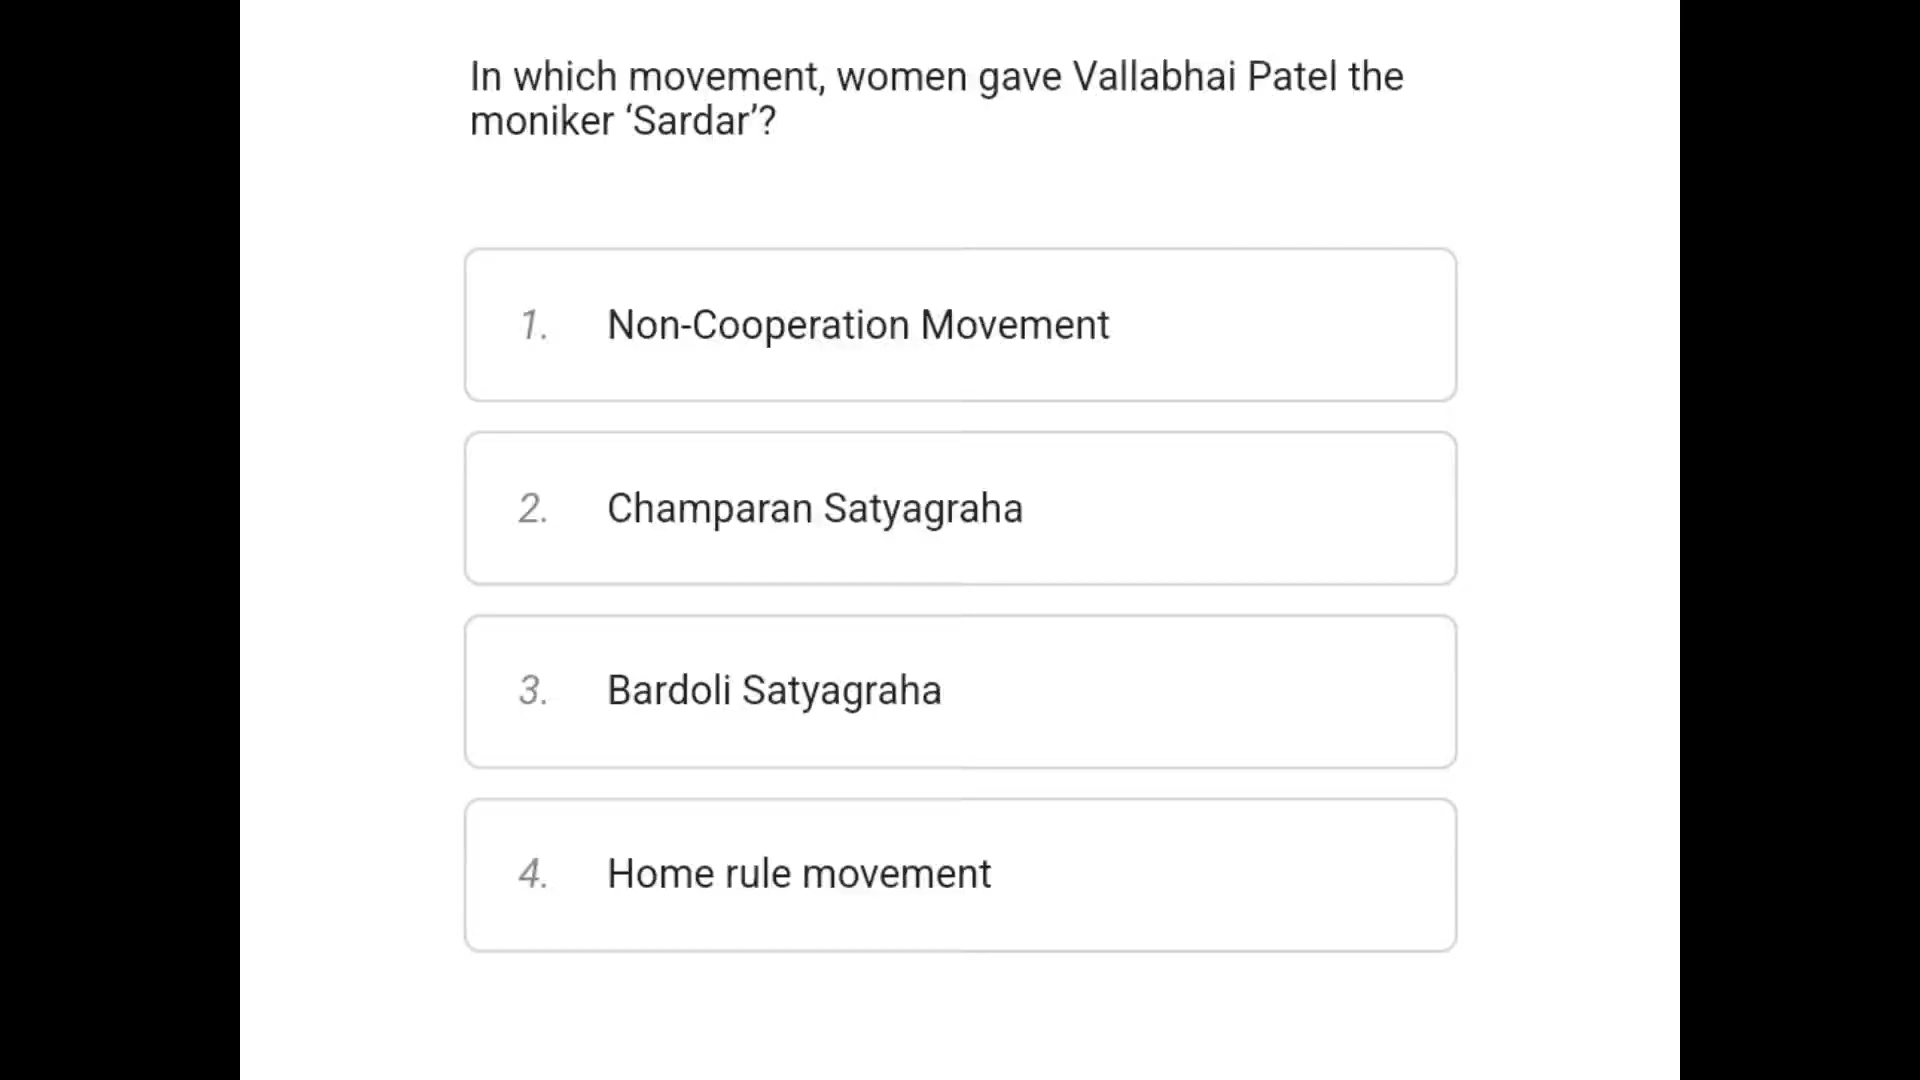 In which movement, women gave Vallabhai Patel the
moniker ‘Sardar’?
1. Non-Cooperation Movement
2. Champaran Satyagraha
3. Bardoli Satyagraha
4. Home rule movement